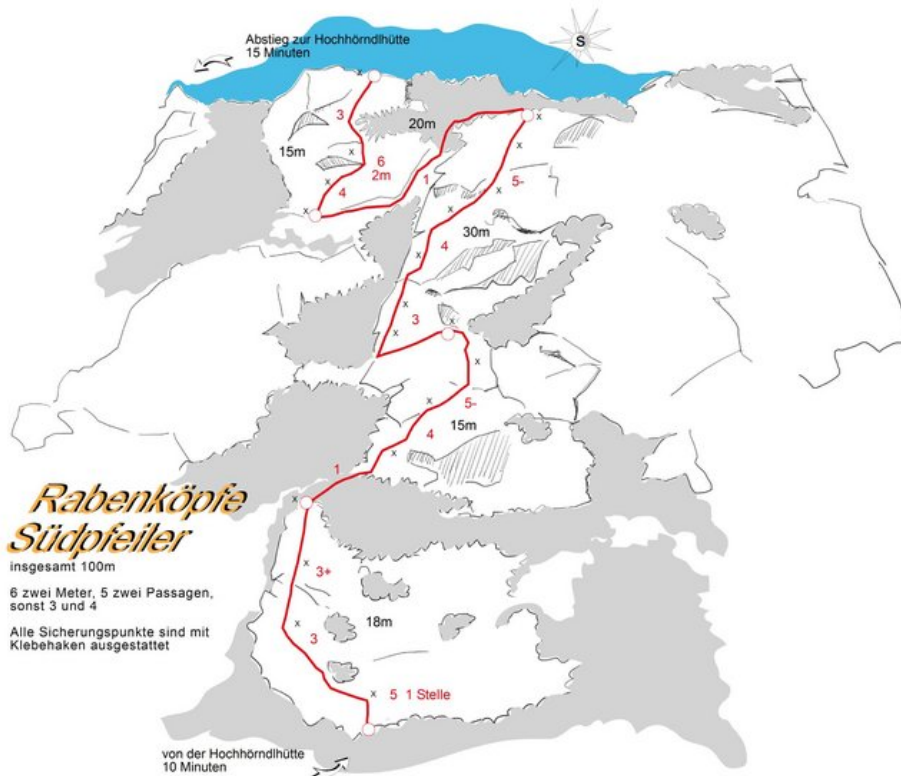 Abstieg zur Hochhörndlhütte
15 Minuten
S
x
3
20m
x
15m
x
6
2m
x
5-
x
4
1
x
x
x
30m
4
x
x
3
x
x
x
5-
x
4
15m
x
1
x
Rabenköpfe
Südpfeiler
insgesamt 100m
6 zwei Meter, 5 zwei Passagen,
sonst 3 und 4
Alle Sicherungspunkte sind mit
Klebehaken ausgestattet
x
3+
x
3
18m
x
5 1 Stelle
von der Hochhörndlhütte
10 Minuten